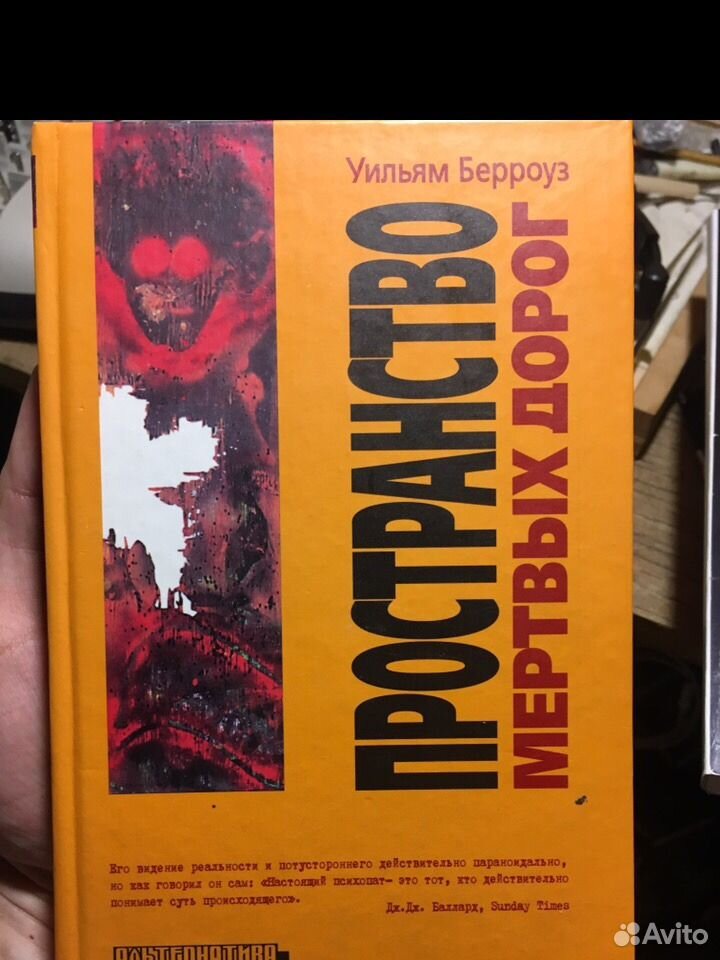 Уильям Берроуз
ПРОСТРАНСТВО
МЕРТВЫХ ДОРОГ
Его видение реальности и потустороннего действительно параноидально,
но как говорил он сам: «Настоящий психопат- это тот, кто действительно
понимает суть происходящего».
Дж.Дж. Баллард, Sunday Times
АЛЬТЕРНАТИВА
Avito